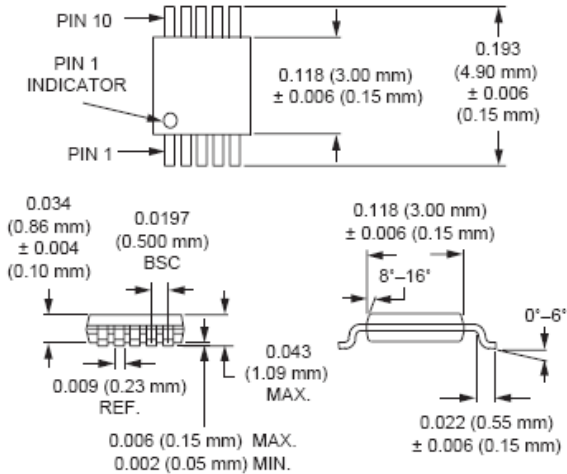 PIN 10
PIN 1
INDICATOR
PIN 1
0.118 (3.00 mm)
± 0.006 (0.15 mm)
0.193
(4.90 mm)
± 0.006
(0.15 mm)
0.034
(0.86 mm)
± 0.004
(0.10 mm)
0.0197
(0.500 mm)
BSC
0.118 (3.00 mm)
± 0.006 (0.15 mm)
8°–16°
0°–6°
0.043
(1.09 mm)
MAX.
0.009 (0.23 mm)
REF.
0.006 (0.15 mm) MAX.
0.002 (0.05 mm) MIN.
0.022 (0.55 mm)
± 0.006 (0.15 mm)